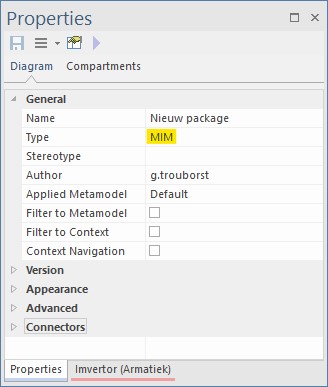 Properties
Diagram Compartments
General
Name Nieuw package
Type MIM
Stereotype
Author g.trouborst
Applied Metamodel Default
Filter to Metamodel
Filter to Context
Context Navigation
Version
Appearance
Advanced
Connectors
Properties Imvertor (Armatiek)